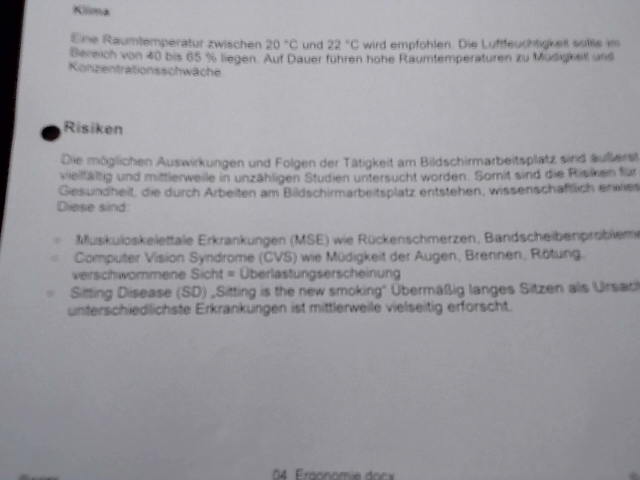 Klima
Eine Raumtemperatur zwischen 20 °C und 22 °C wird empfohlen. Die Luftfeuchtigkeit sollte im
Bereich von 40 bis 65 % liegen. Auf Dauer führen hohe Raumtemperaturen zu Müdigkeit und
Konzentrationsschwäche.
Risiken
Die möglichen Auswirkungen und Folgen der Tätigkeit am Bildschirmarbeitsplatz sind äußerst
vielfältig und mittlerweile in unzähligen Studien untersucht worden. Somit sind die Risiken für
Gesundheit, die durch Arbeiten am Bildschirmarbeitsplatz entstehen, wissenschaftlich erwies
Diese sind:
Muskuloskelettale Erkrankungen (MSE) wie Rückenschmerzen, Bandscheibenprobleme
Computer Vision Syndrome (CVS) wie Müdigkeit der Augen, Brennen, Rötung,
verschwommene Sicht = Überlastungserscheinung
Sitting Disease (SD) „Sitting is the new smoking“ Übermäßig langes Sitzen als Ursach
unterschiedlichste Erkrankungen ist mittlerweile vielseitig erforscht.
04_Ergonomie.docx